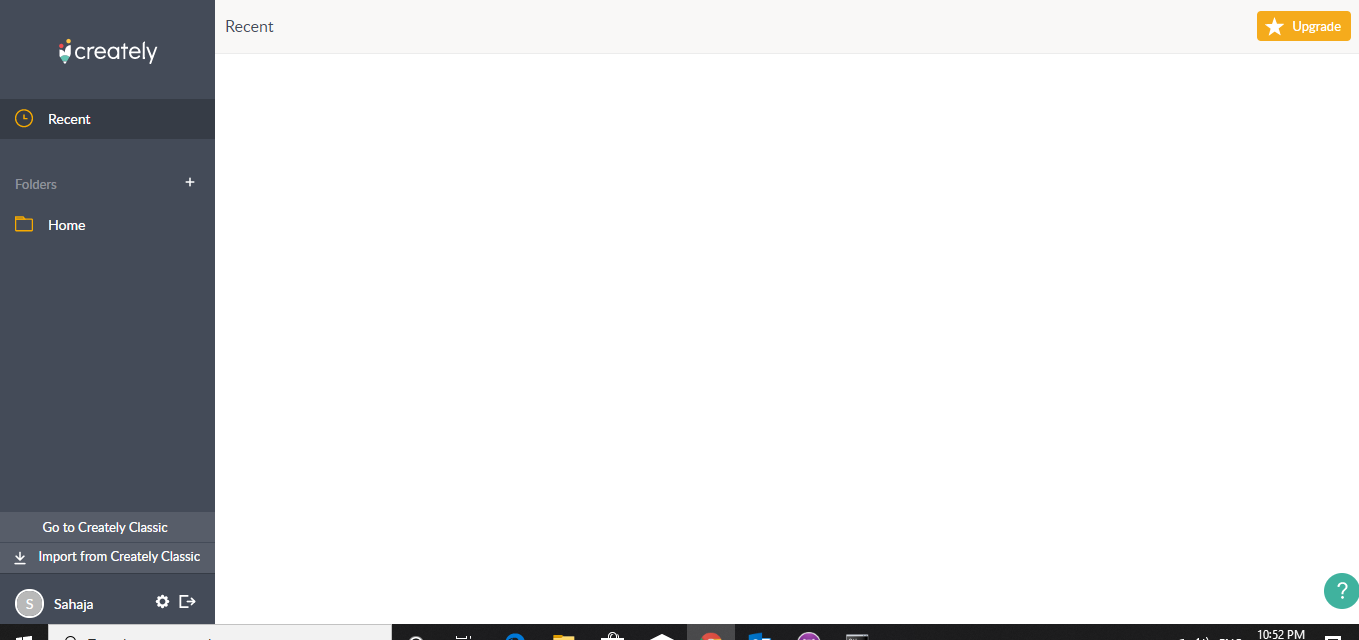 creately
Recent
Upgrade
Recent
Folders
+
Home
Go to Creately Classic
Import from Creately Classic
S
Sahaja
?
10:52 PM